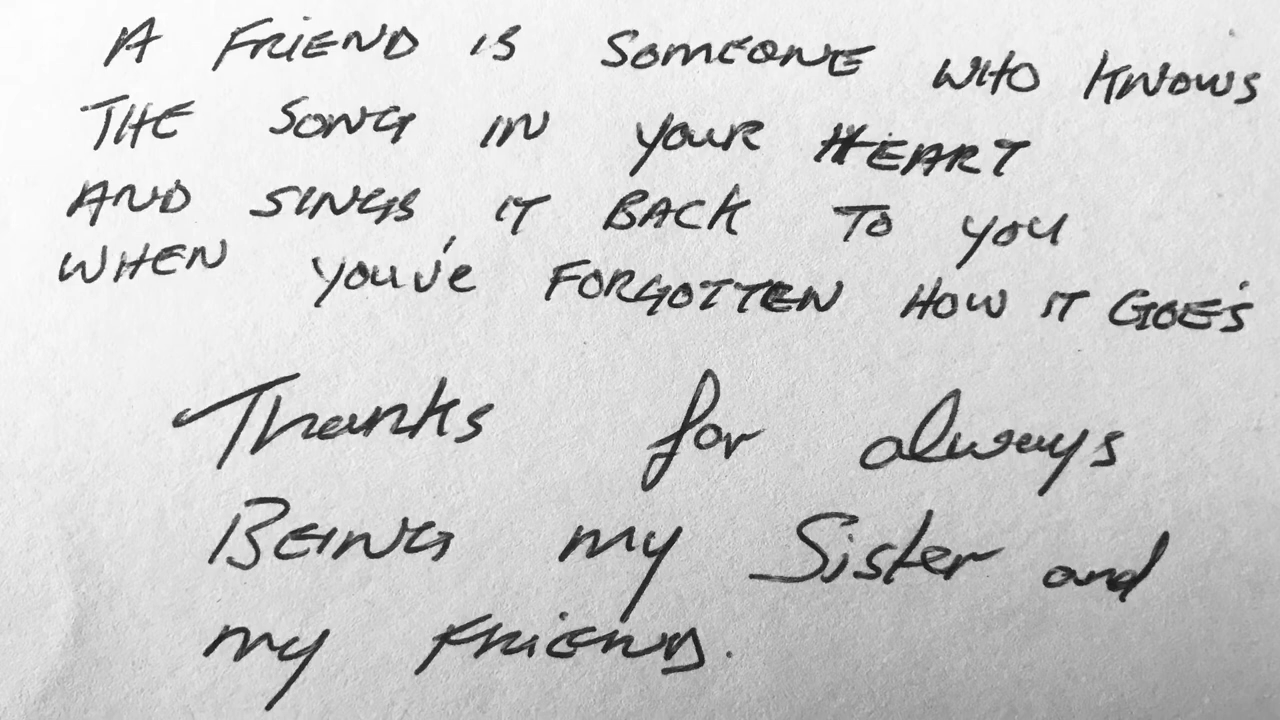 A FRiEND IS SOMEONE WHO KNOWS
THE SONG IN YOUR HEART
AND SINGS IT BACK TO YOU
WHEN YOU'VE FORGOTTEN HOW IT GOE'S
Thanks for always
BEING my Sister and
my FRiEND.